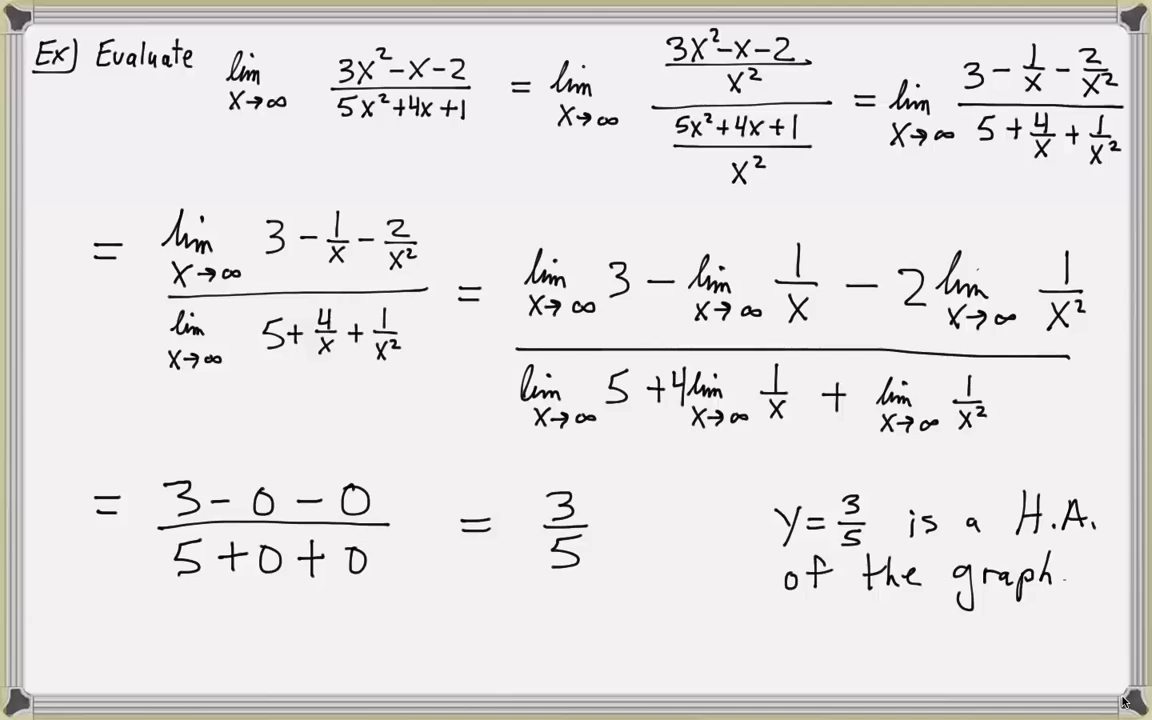 Ex) Evaluate lim x→∞ (3x²-x-2)/(5x²+4x+1) = lim x→∞ ((3x²-x-2)/x²)/((5x²+4x+1)/x²) = lim x→∞ (3 - 1/x - 2/x²)/(5 + 4/x + 1/x²)
= (lim x→∞ 3 - 1/x - 2/x²)/(lim x→∞ 5 + 4/x + 1/x²) = (lim x→∞ 3 - lim x→∞ 1/x - 2 lim x→∞ 1/x²)/(lim x→∞ 5 + 4 lim x→∞ 1/x + lim x→∞ 1/x²)
= (3 - 0 - 0)/(5 + 0 + 0) = 3/5
y = 3/5 is a H.A.
of the graph.